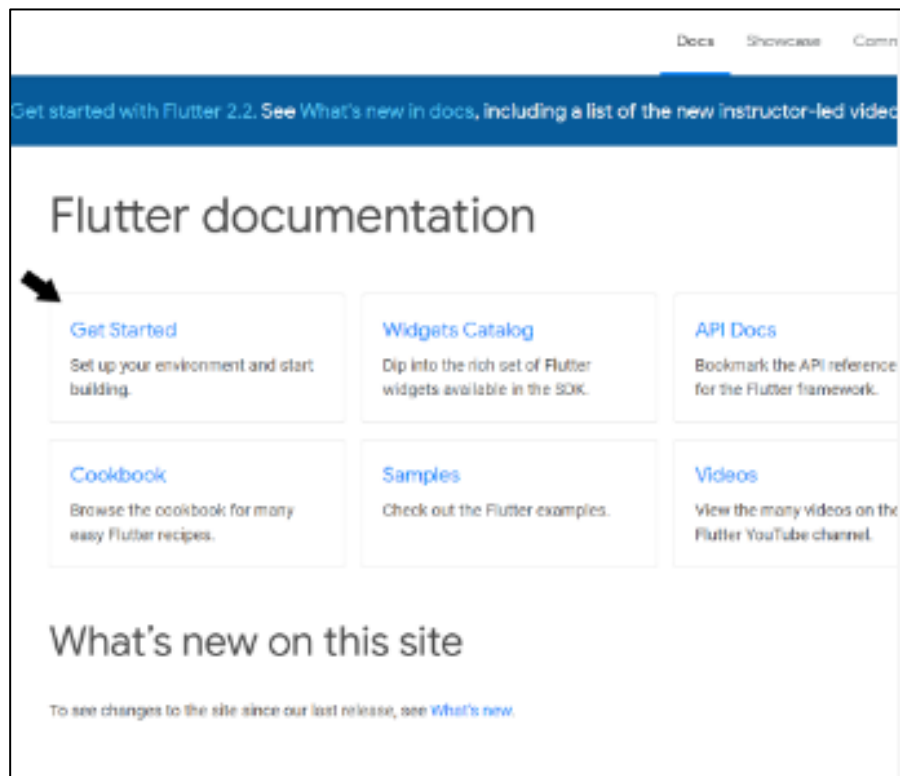 Docs Showcase
Get started with Flutter 2.2. See What's new in docs, including a list of the new instructor-led
Flutter documentation
Get Started
Set up your environment and start
building.
Widgets Catalog
Dip into the rich set of Flutter
widgets available in the SDK.
API Docs
Bookmark the API reference
for the Flutter framework.
Cookbook
Browse the cookbook for many
easy Flutter recipes.
Samples
Check out the Flutter examples.
Videos
View the many videos on the
Flutter YouTube channel.
What's new on this site
To see changes to the site since our last release, see What's new.